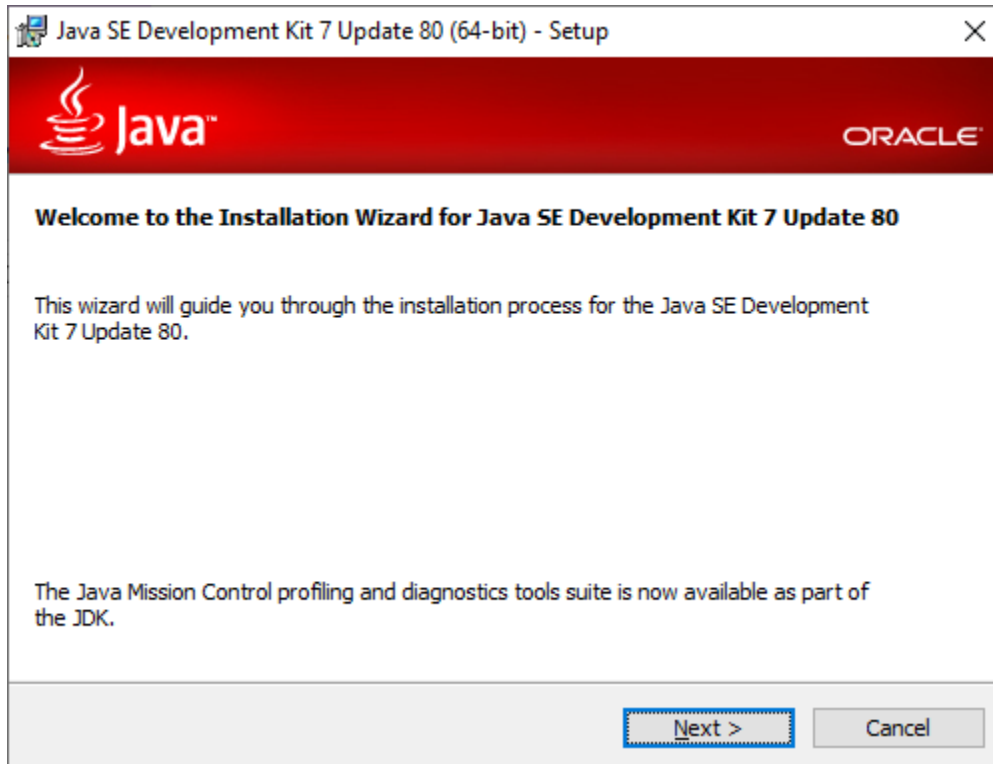 Java SE Development Kit 7 Update 80 (64-bit) - Setup
Java™
ORACLE
Welcome to the Installation Wizard for Java SE Development Kit 7 Update 80
This wizard will guide you through the installation process for the Java SE Development
Kit 7 Update 80.
The Java Mission Control profiling and diagnostics tools suite is now available as part of
the JDK.
Next >
Cancel